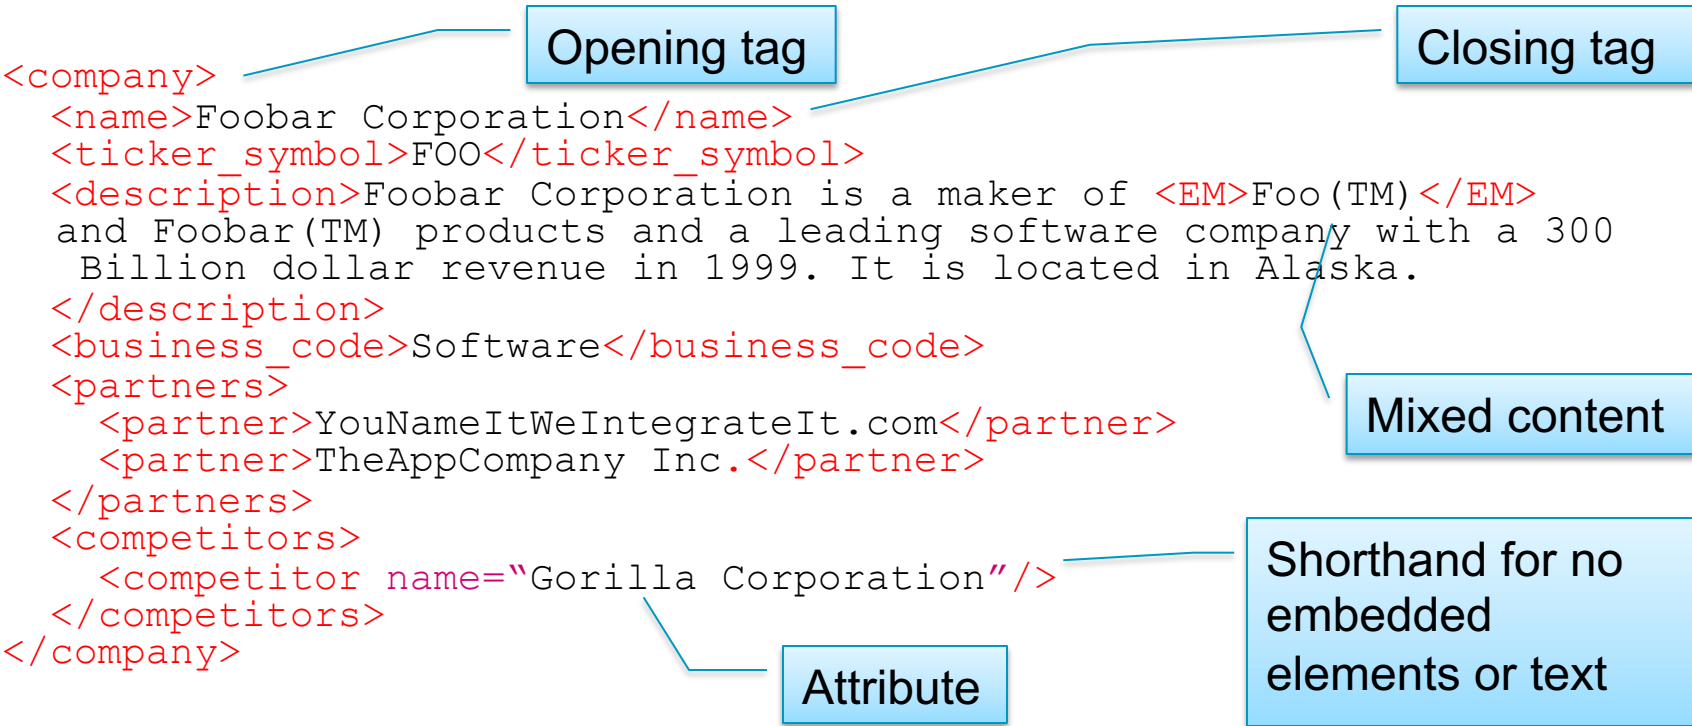 Opening tag
Closing tag
<company>
<name>Foobar Corporation</name>
<ticker_symbol>FOO</ticker_symbol>
<description>Foobar Corporation is a maker of <EM>Foo(TM)</EM>
and Foobar(TM) products and a leading software company with a 300
Billion dollar revenue in 1999. It is located in Alaska.
</description>
<business_code>Software</business_code>
<partners>
<partner>YouNameItWeIntegrateIt.com</partner>
<partner>TheAppCompany Inc.</partner>
</partners>
Mixed content
<competitors>
<competitor name=“Gorilla Corporation”/>
</competitors>
</company>
Shorthand for no
embedded
elements or text
Attribute